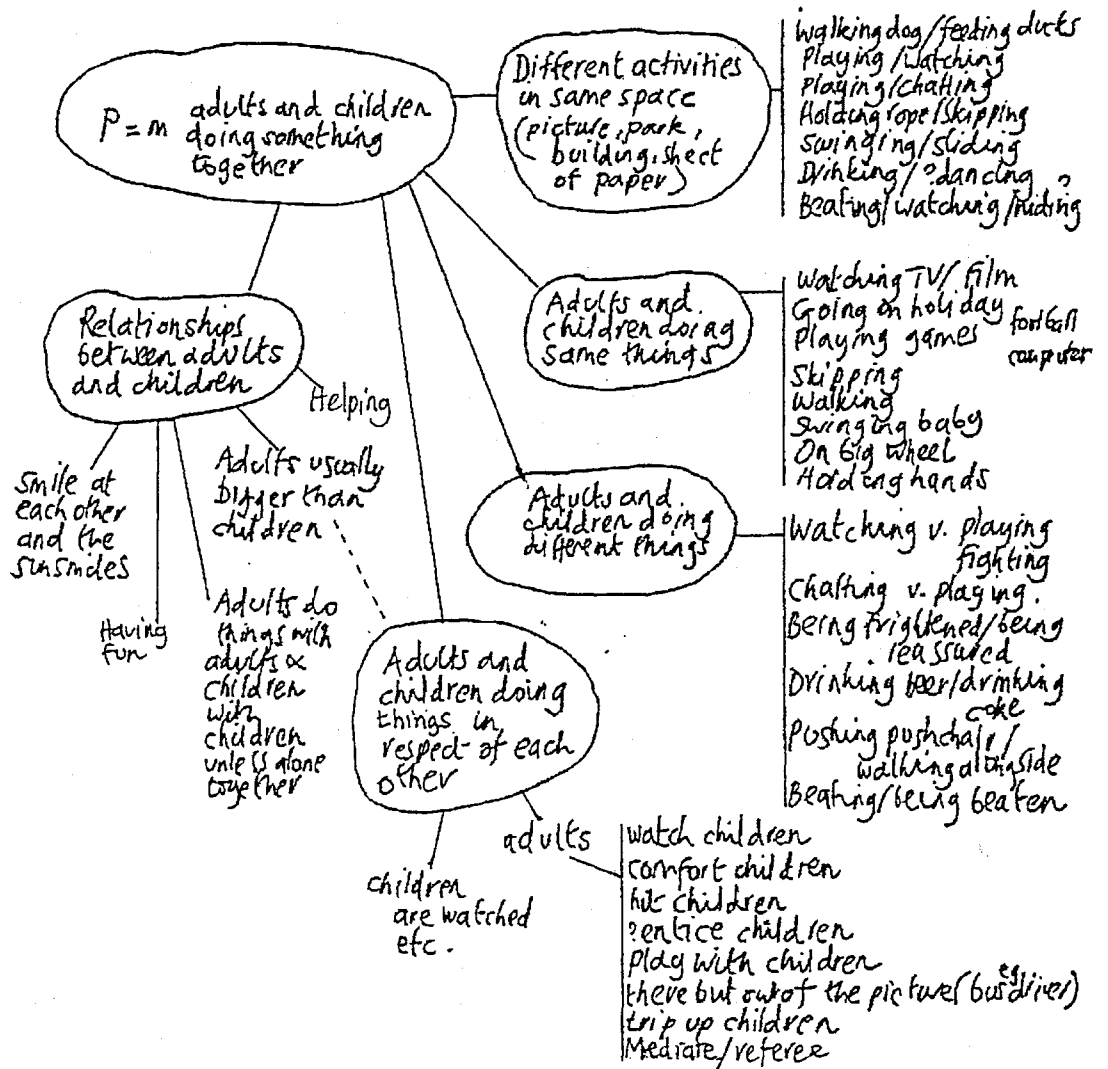 P = m adults and children
doing something
together
Different activities
in same space
(picture, park,
building, sheet
of paper)
Walking dog/feeding ducks
Playing/watching
Playing/chatting
Holding rope/skipping
Swinging/sliding
Drinking/?dancing
Beating/watching/hiding?
Adults and
children doing
same things
Watching TV/film
Going on holiday
Playing games football
computer
Skipping
Walking
Swinging baby
On big wheel
Holding hands
Adults and
children doing
different things
Watching v. playing
fighting
Chatting v. playing.
Being frightened/being
reassured
Drinking beer/drinking
coke
Pushing pushchair/
walking alongside
Beating/being beaten
Relationships
between adults
and children
Helping
Adults usually
bigger than
children
Smile at
each other
and the
sun smiles
Having
fun
Adults do
things with
adults &
children
with
children
unless alone
together
Adults and
children doing
things in
respect of each
other
children
are watched
etc.
adults
watch children
comfort children
hit children
?entice children
play with children
there but out of the picture (eg bus driver)
trip up children
Mediate/referee